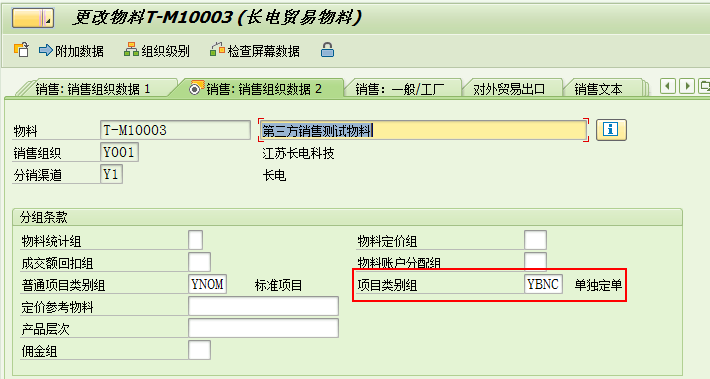 更改物料T-M10003 (长电贸易物料)
附加数据 组织级别 检查屏幕数据
销售: 销售组织数据 1 销售: 销售组织数据 2 销售: 一般/工厂 对外贸易出口 销售文本
物料 T-M10003 第三方销售测试物料
销售组织 Y001 江苏长电科技
分销渠道 Y1 长电
分组条款
物料统计组 物料定价组
成交额回扣组 物料账户分配组
普通项目类别组 YNOM 标准项目 项目类别组 YBNC 单独定单
定价参考物料
产品层次
佣金组